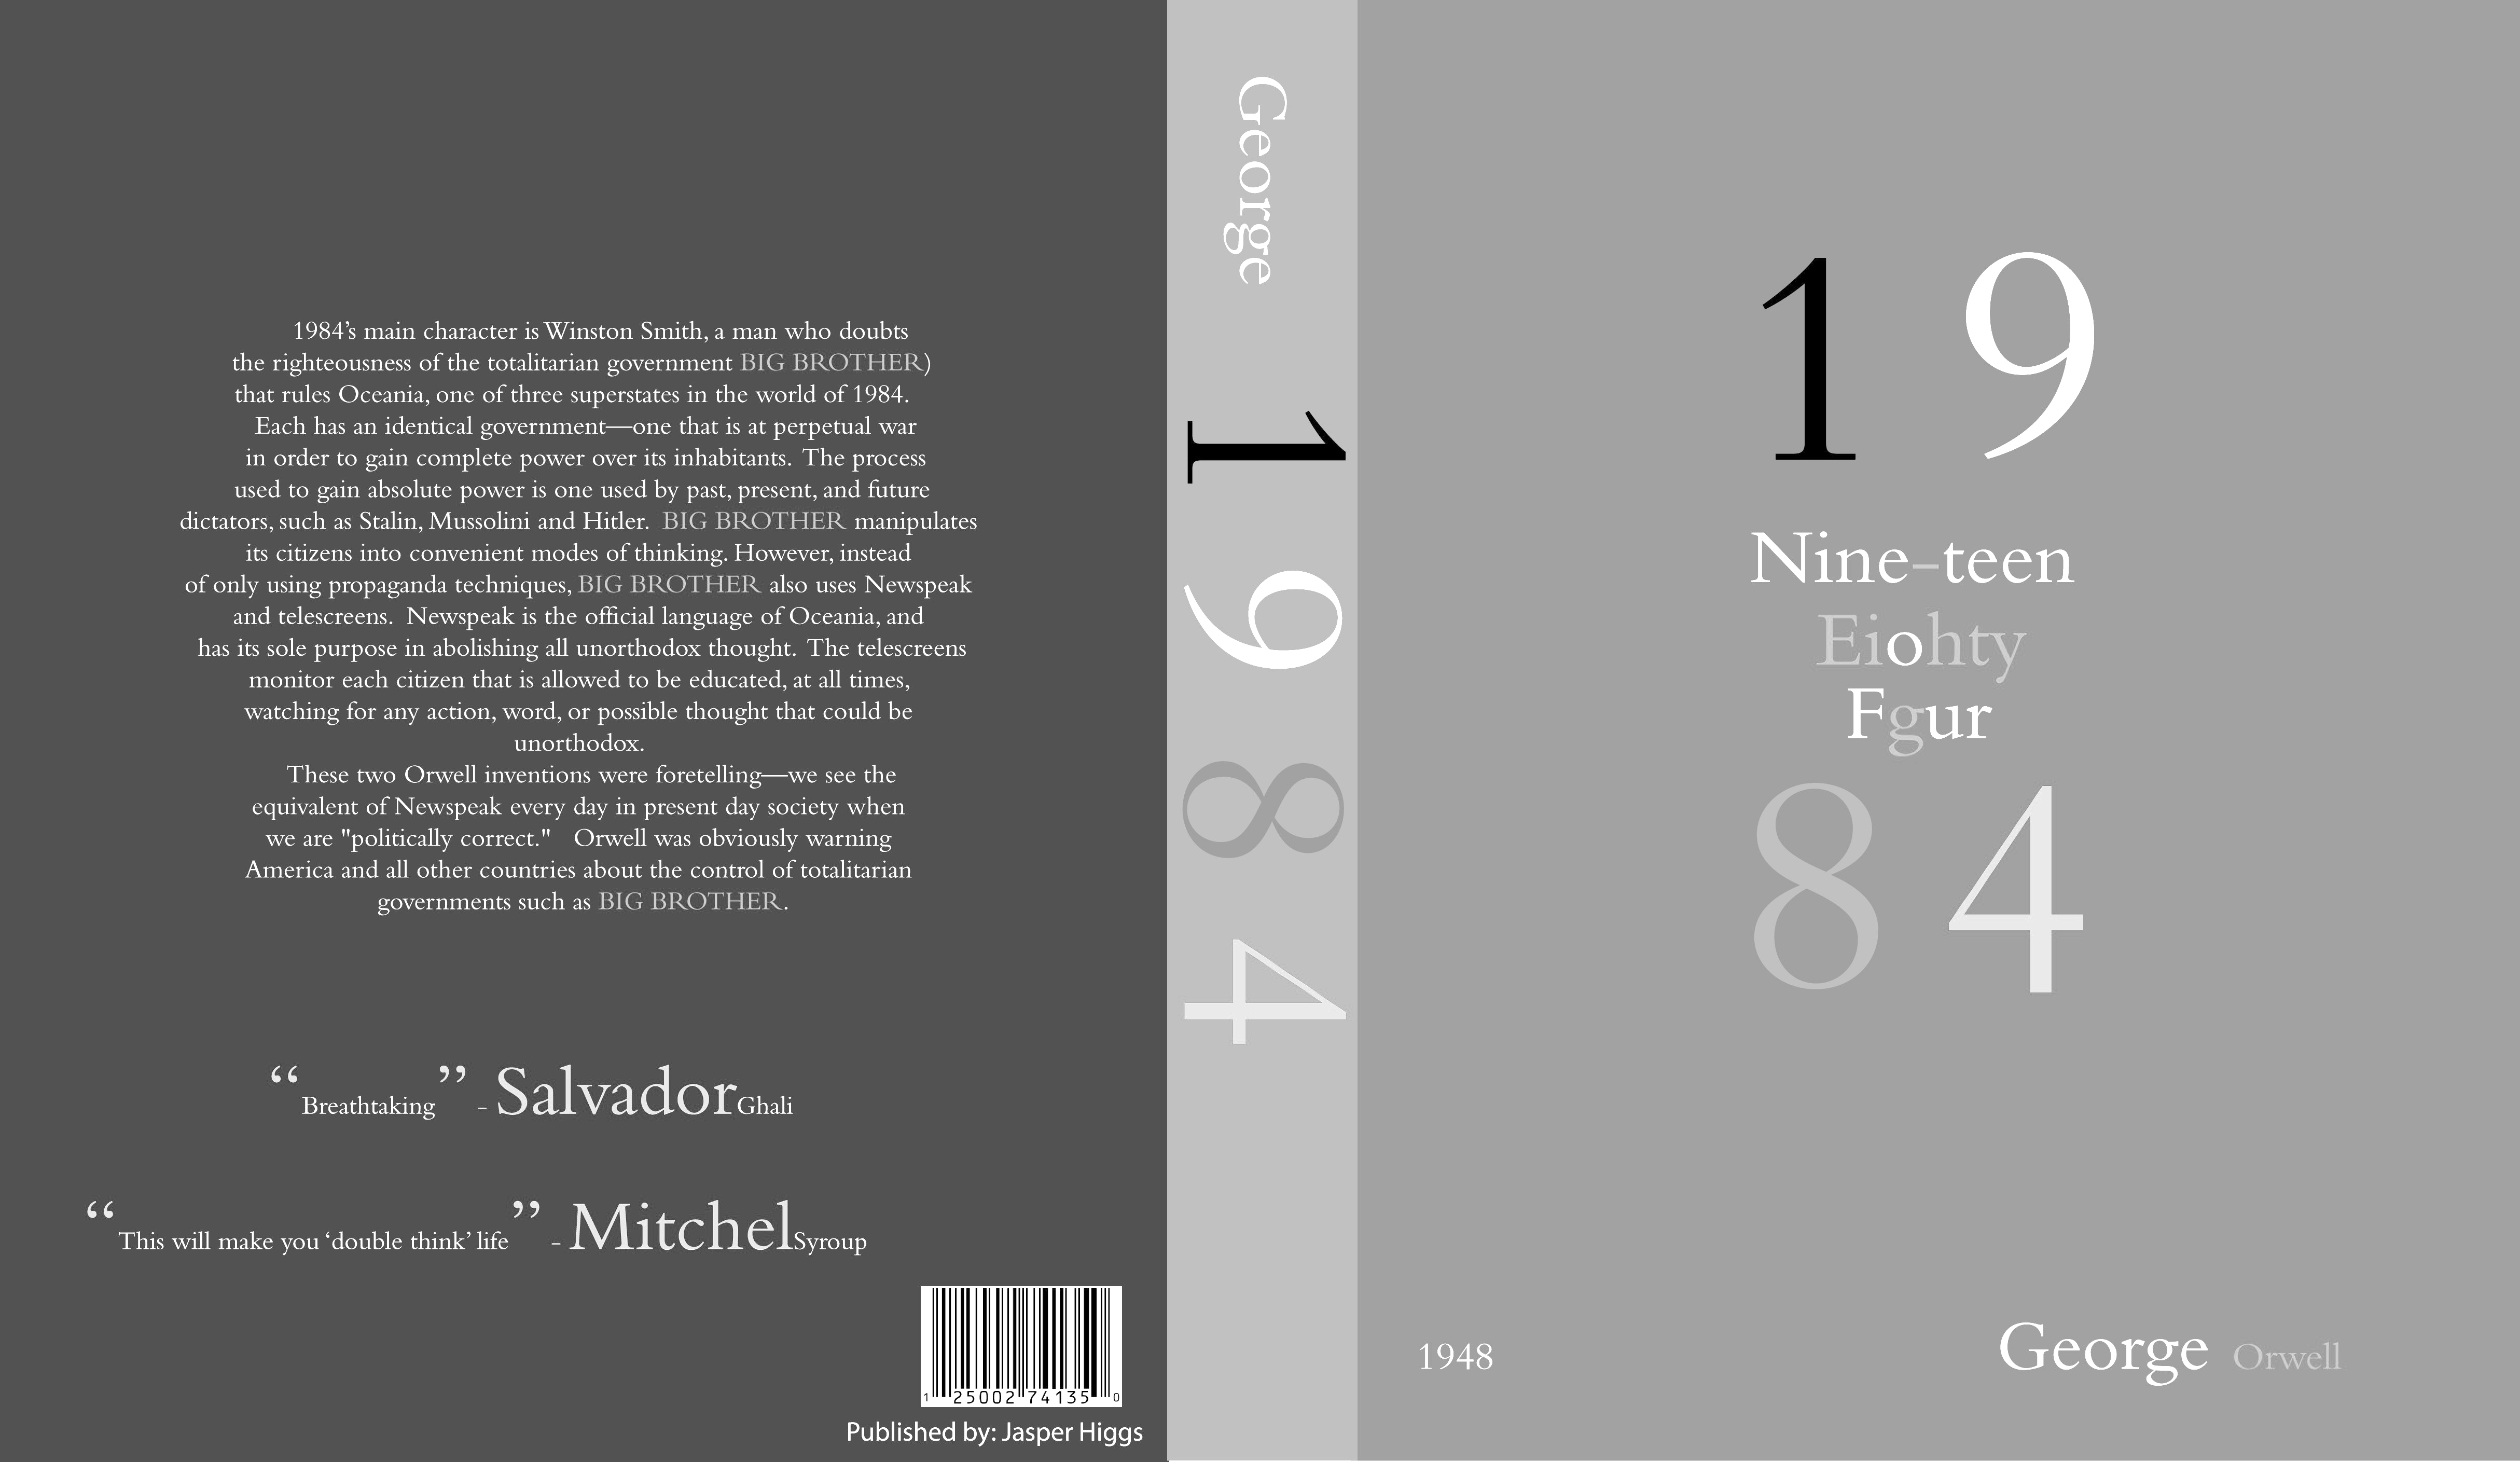 1984’s main character is Winston Smith, a man who doubts
the righteousness of the totalitarian government BIG BROTHER)
that rules Oceania, one of three superstates in the world of 1984.
Each has an identical government—one that is at perpetual war
in order to gain complete power over its inhabitants. The process
used to gain absolute power is one used by past, present, and future
dictators, such as Stalin, Mussolini and Hitler. BIG BROTHER manipulates
its citizens into convenient modes of thinking. However, instead
of only using propaganda techniques, BIG BROTHER also uses Newspeak
and telescreens. Newspeak is the official language of Oceania, and
has its sole purpose in abolishing all unorthodox thought. The telescreens
monitor each citizen that is allowed to be educated, at all times,
watching for any action, word, or possible thought that could be
unorthodox.
These two Orwell inventions were foretelling—we see the
equivalent of Newspeak every day in present day society when
we are "politically correct." Orwell was obviously warning
America and all other countries about the control of totalitarian
governments such as BIG BROTHER.
“Breathtaking” - Salvador Ghali
“This will make you ‘double think’ life” - Mitchel Syroup
1 25002 74135 0
Published by: Jasper Higgs
George 1984
19
Nine-teen
Eiohty
Fgur
84
1948
George Orwell